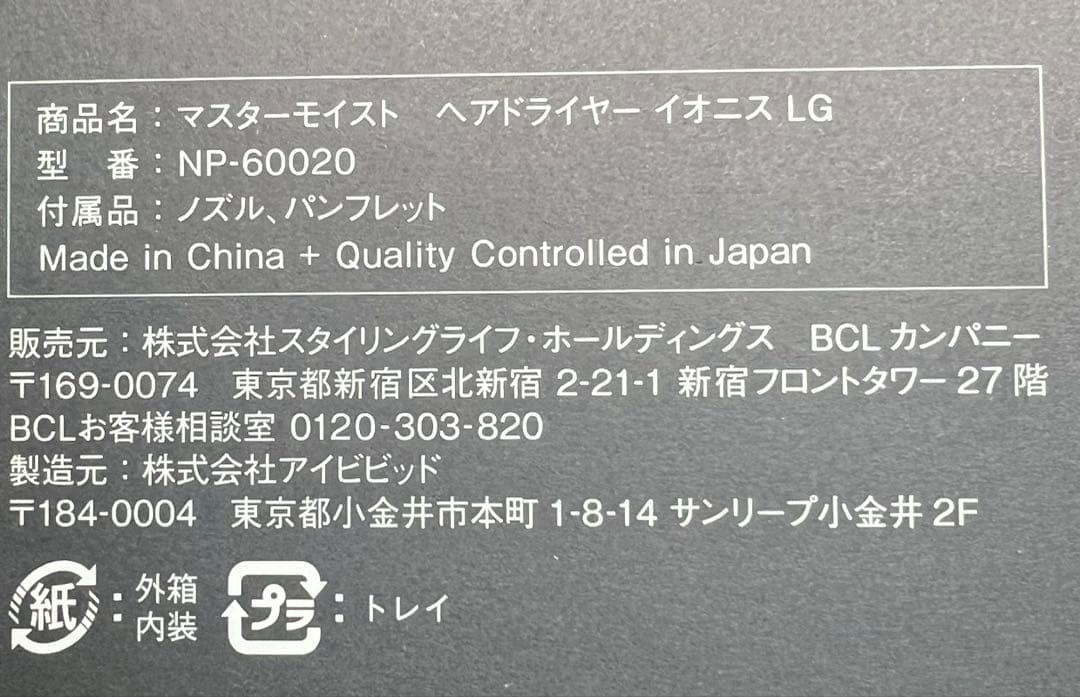 商品名：マスターモイスト　ヘアドライヤー イオニス LG
型　番：NP-60020
付属品：ノズル、パンフレット
Made in China + Quality Controlled in Japan
販売元：株式会社スタイリングライフ・ホールディングス　BCL カンパニー
〒169-0074　東京都新宿区北新宿 2-21-1 新宿フロントタワー 27 階
BCLお客様相談室 0120-303-820
製造元：株式会社アイビビッド
〒184-0004　東京都小金井市本町 1-8-14 サンリープ小金井 2F
紙：外箱
内装
プラ：トレイ